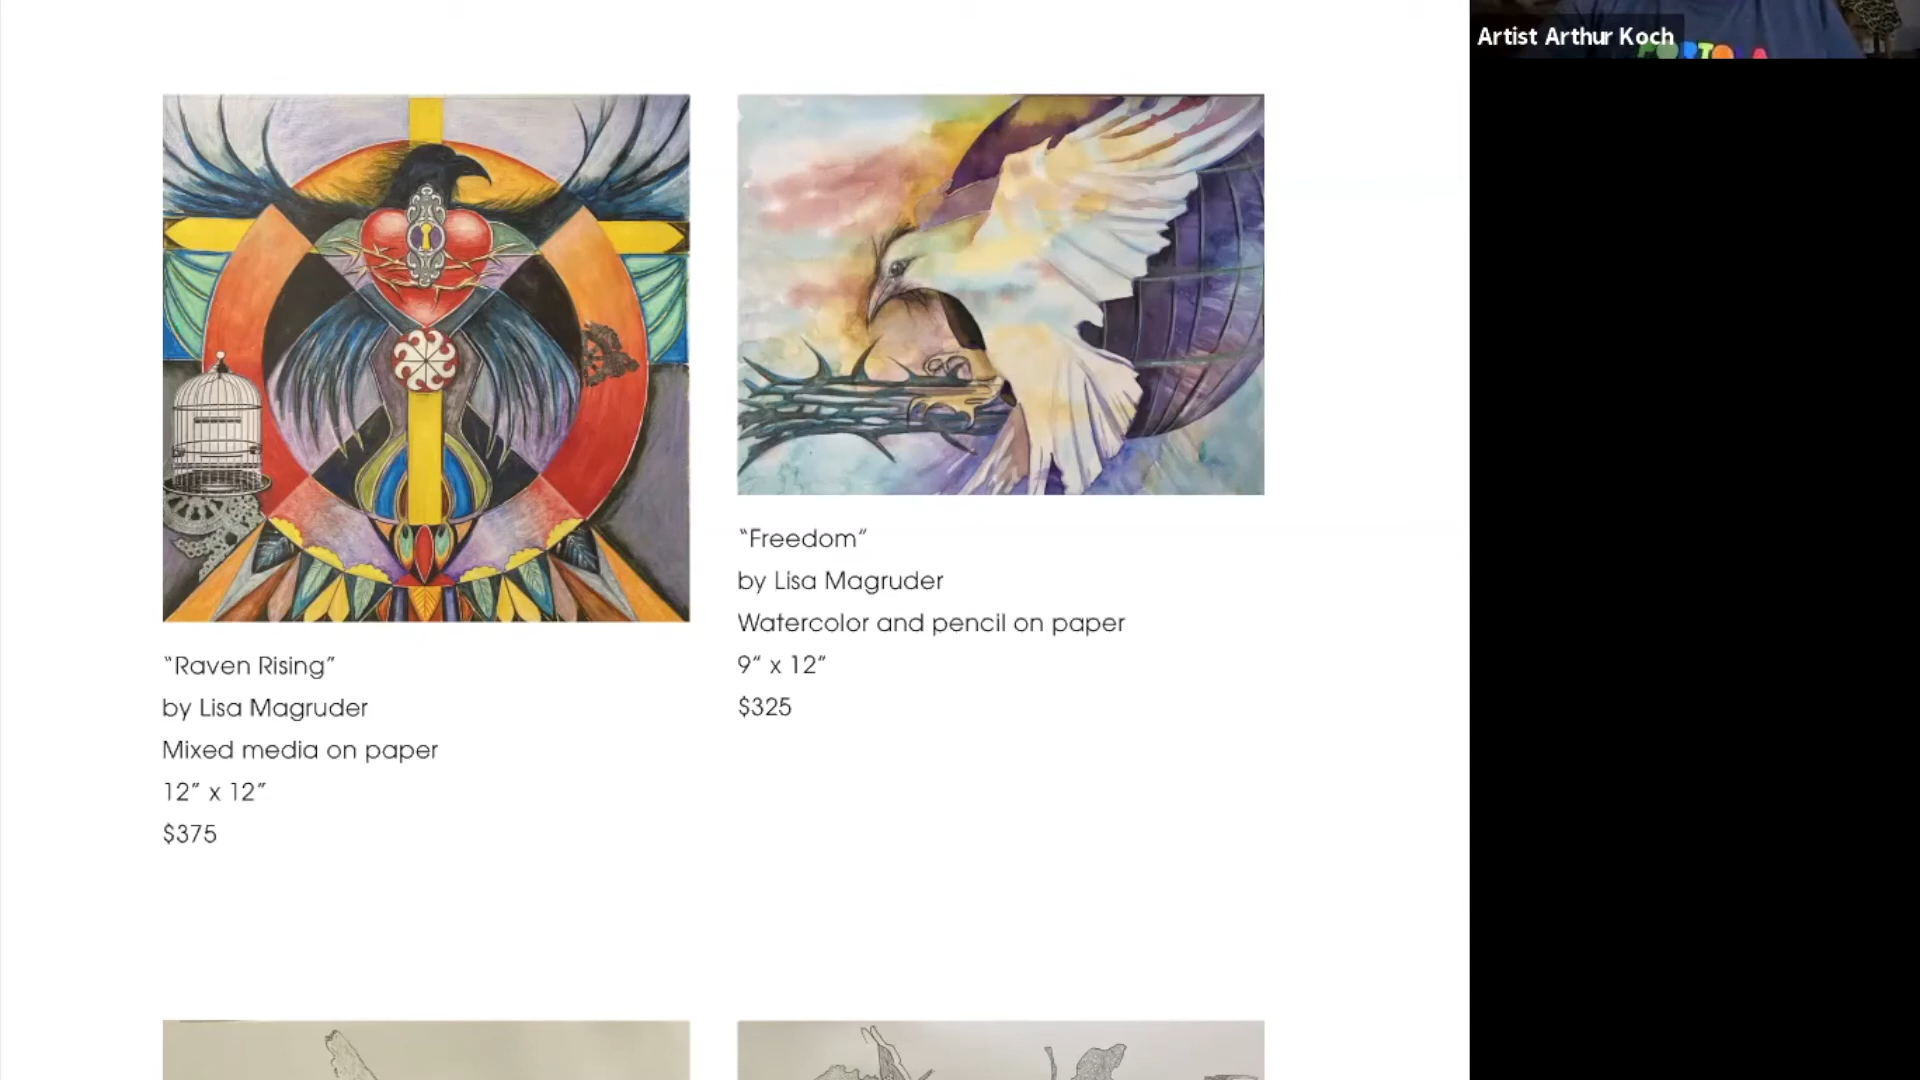 Artist Arthur Koch
"Raven Rising"
by Lisa Magruder
Mixed media on paper
12" x 12"
$375
"Freedom"
by Lisa Magruder
Watercolor and pencil on paper
9" x 12"
$325